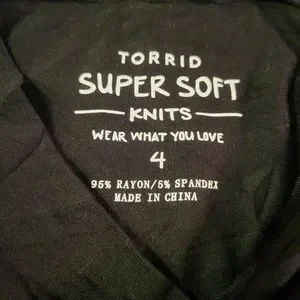 TORRID
SUPER SOFT
KNITS
WEAR WHAT YOU LOVE
4
95% RAYON/5% SPANDEX
MADE IN CHINA